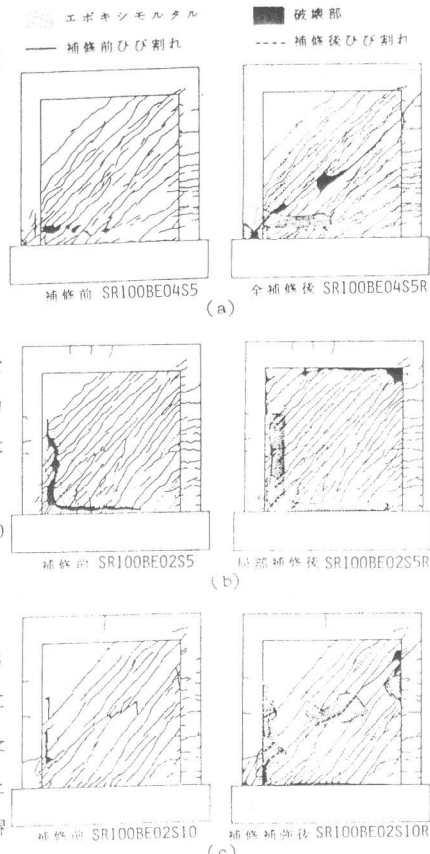 エポキシモルタル
破壊部
補修前ひび割れ
補修後ひび割れ
補修前 SR100BE04S5
全補修後 SR100BE04S5R
(a)
補修前 SR100BE02S5
局部補修後 SR100BE02S5R
(b)
補修前 SR100BE02S10
補修補強後 SR100BE02S10R
(c)